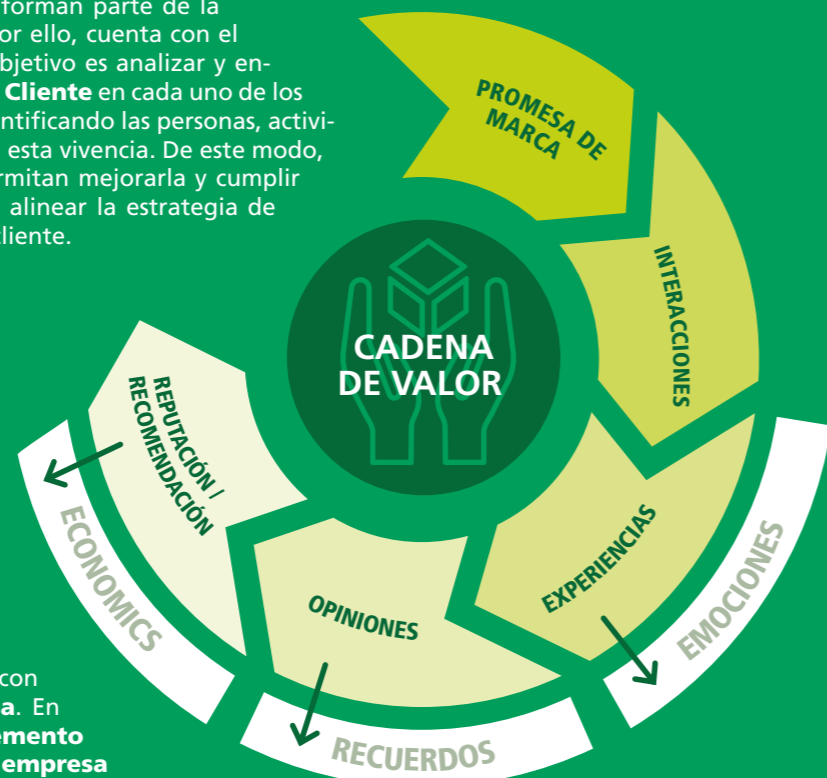 forman parte de la
or ello, cuenta con el
bjetivo es analizar y en-
Cliente en cada uno de los
ntificando las personas, activi-
esta vivencia. De este modo,
rmitan mejorarla y cumplir
alinear la estrategia de
liente.
PROMESA DE
MARCA
INTERACCIONES
CADENA
DE VALOR
EXPERIENCIAS
EMOCIONES
OPINIONES
RECUERDOS
REPUTACIÓN /
RECOMENDACIÓN
ECONOMICS
con
a. En
emento
empresa